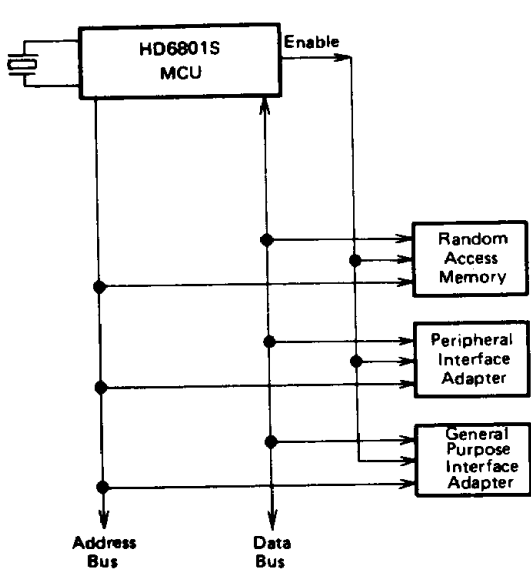 HD6801S
MCU
Enable
Random
Access
Memory
Peripheral
Interface
Adapter
General
Purpose
Interface
Adapter
Address
Bus
Data
Bus